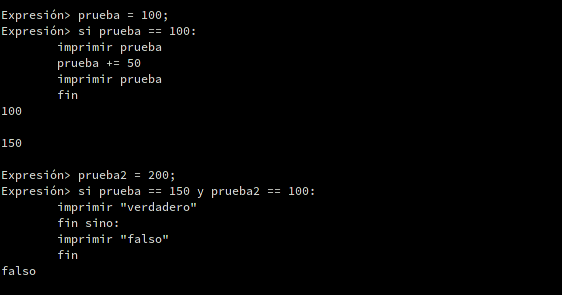 Expresión> prueba = 100;
Expresión> si prueba == 100:
imprimir prueba
prueba += 50
imprimir prueba
fin
100
150
Expresión> prueba2 = 200;
Expresión> si prueba == 150 y prueba2 == 100:
imprimir "verdadero"
fin sino:
imprimir "falso"
fin
falso